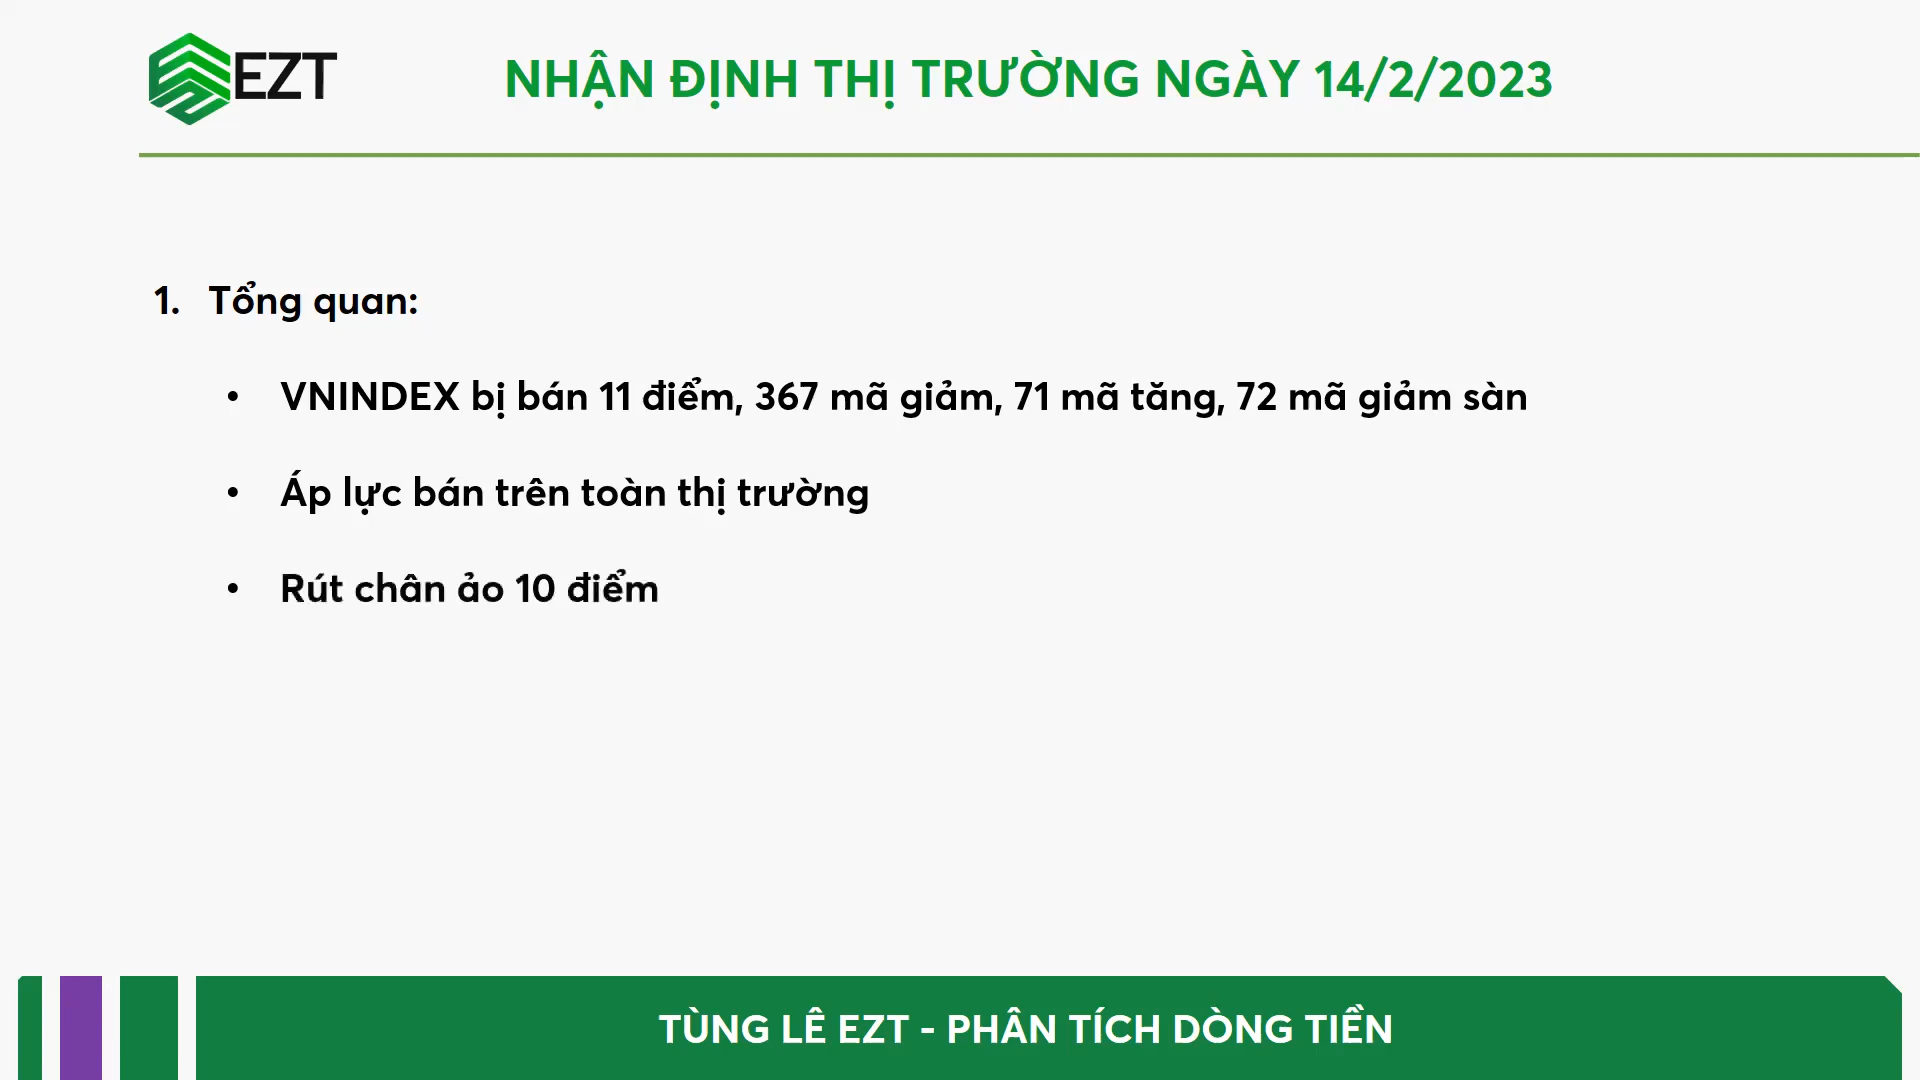 EZT
NHẬN ĐỊNH THỊ TRƯỜNG NGÀY 14/2/2023
1. Tổng quan:
• VNINDEX bị bán 11 điểm, 367 mã giảm, 71 mã tăng, 72 mã giảm sàn
• Áp lực bán trên toàn thị trường
• Rút chân ảo 10 điểm
TÙNG LÊ EZT - PHÂN TÍCH DÒNG TIỀN